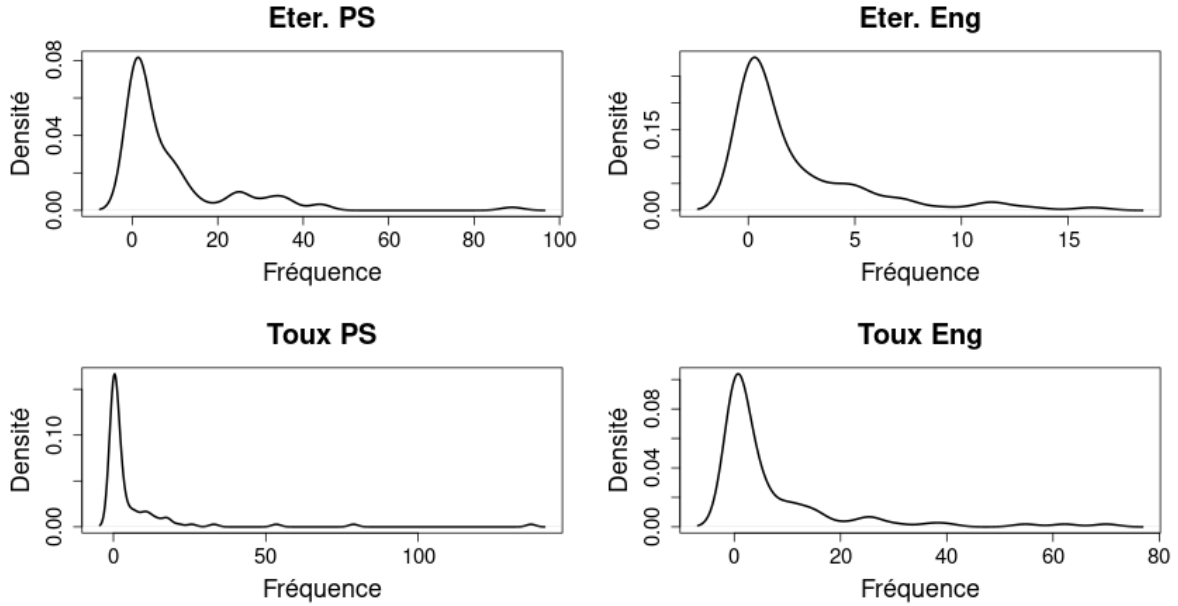 Eter. PS
Densité
0.00 0.04 0.08
0 20 40 60 80 100
Fréquence
Eter. Eng
Densité
0.00 0.15
0 5 10 15
Fréquence
Toux PS
Densité
0.00 0.10
0 50 100
Fréquence
Toux Eng
Densité
0.00 0.04 0.08
0 20 40 60 80
Fréquence